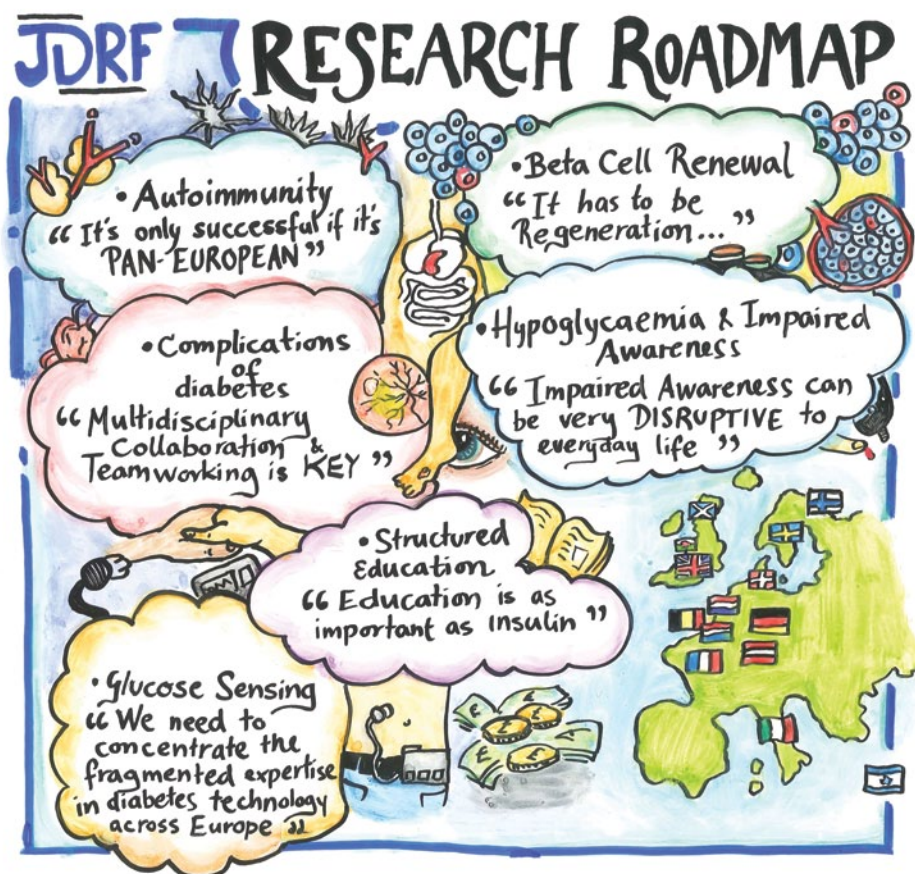 JDRF RESEARCH ROADMAP
• Autoimmunity
“ It's only successful if it's
PAN-EUROPEAN ”
• Beta Cell Renewal
“ It has to be
Regeneration... ”
• Complications
of
diabetes
“ Multidisciplinary
Collaboration &
Teamworking is KEY ”
• Hypoglycaemia & Impaired
Awareness
“ Impaired Awareness can
be very DISRUPTIVE to
everyday life ”
• Structured
Education
“ Education is as
important as insulin ”
• Glucose Sensing
“ We need to
concentrate the
fragmented expertise
in diabetes technology
across Europe ”
£ £ £
£ £
£